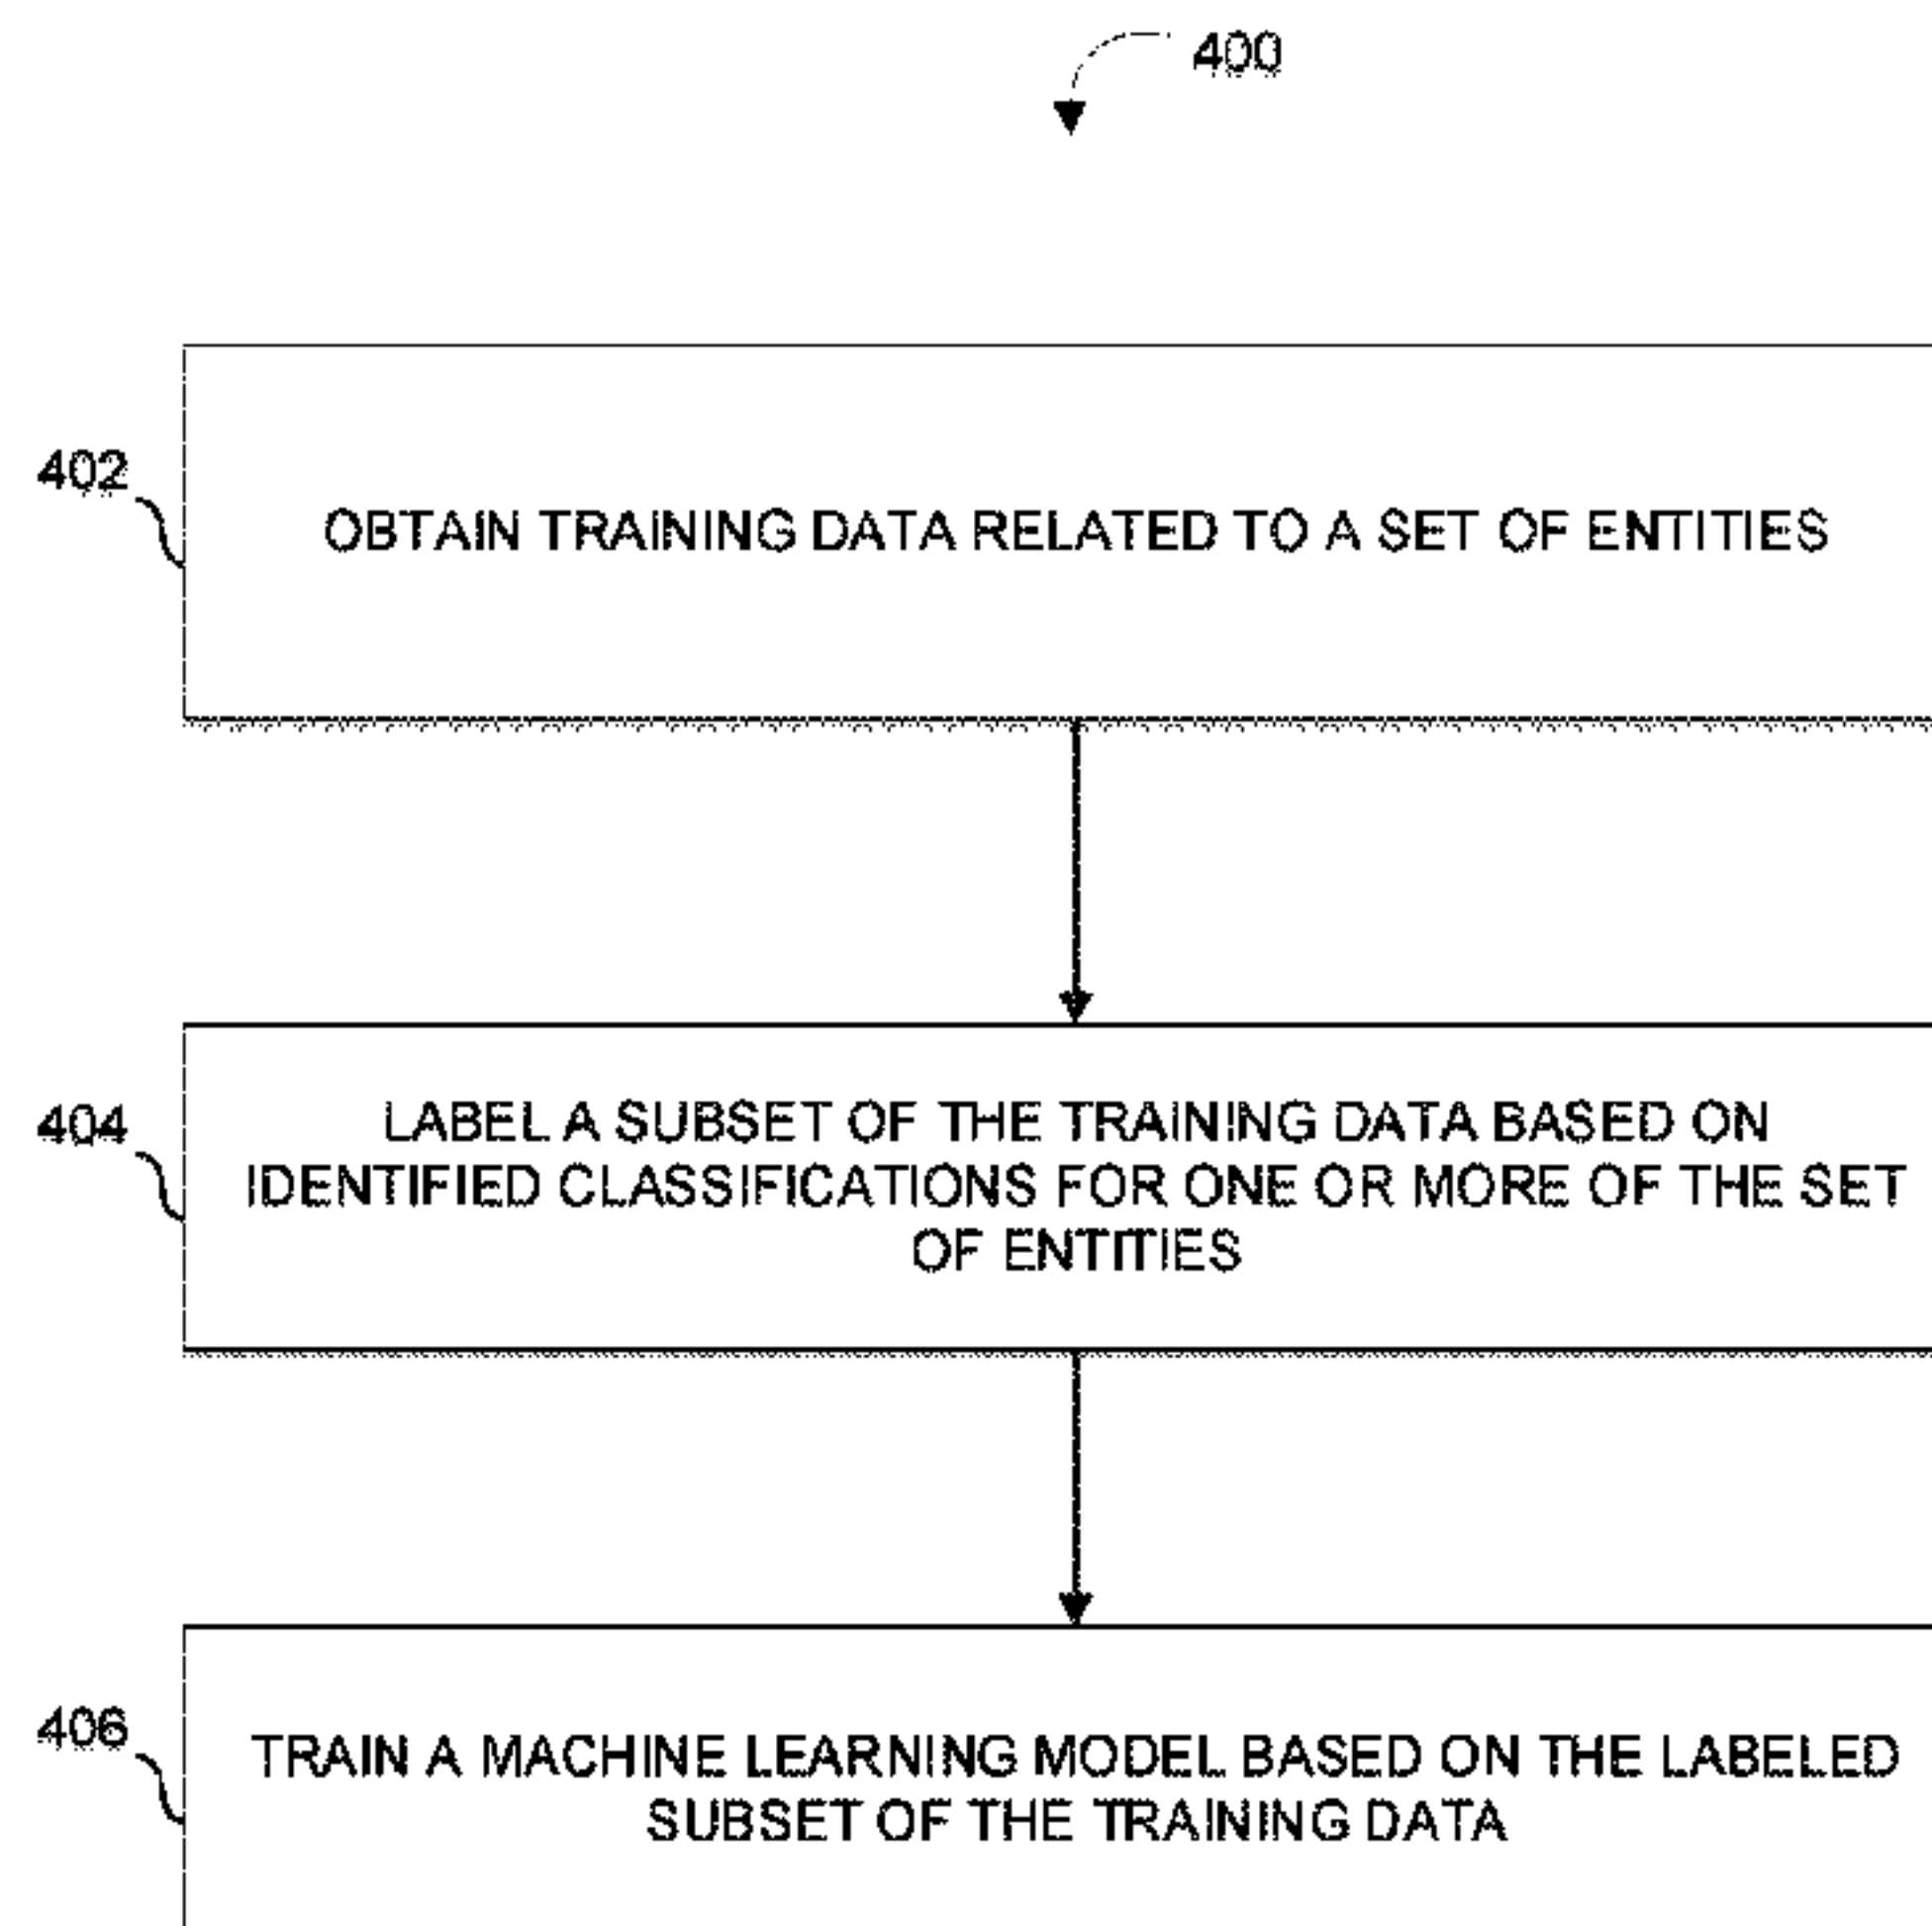 400
402
OBTAIN TRAINING DATA RELATED TO A SET OF ENTITIES
404
LABEL A SUBSET OF THE TRAINING DATA BASED ON
IDENTIFIED CLASSIFICATIONS FOR ONE OR MORE OF THE SET
OF ENTITIES
406
TRAIN A MACHINE LEARNING MODEL BASED ON THE LABELED
SUBSET OF THE TRAINING DATA